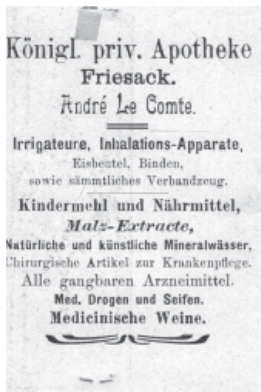 Königl. priv. Apotheke
Friesack.
André Le Comte.
Irrigateure, Inhalations-Apparate,
Eisbeutel, Binden,
sowie sämmtliches Verbandzeug.
Kindermehl und Nährmittel,
Malz-Extracte,
Natürliche und künstliche Mineralwässer,
Chirurgische Artikel zur Krankenpflege.
Alle gangbaren Arzneimittel.
Med. Drogen und Seifen.
Medicinische Weine.